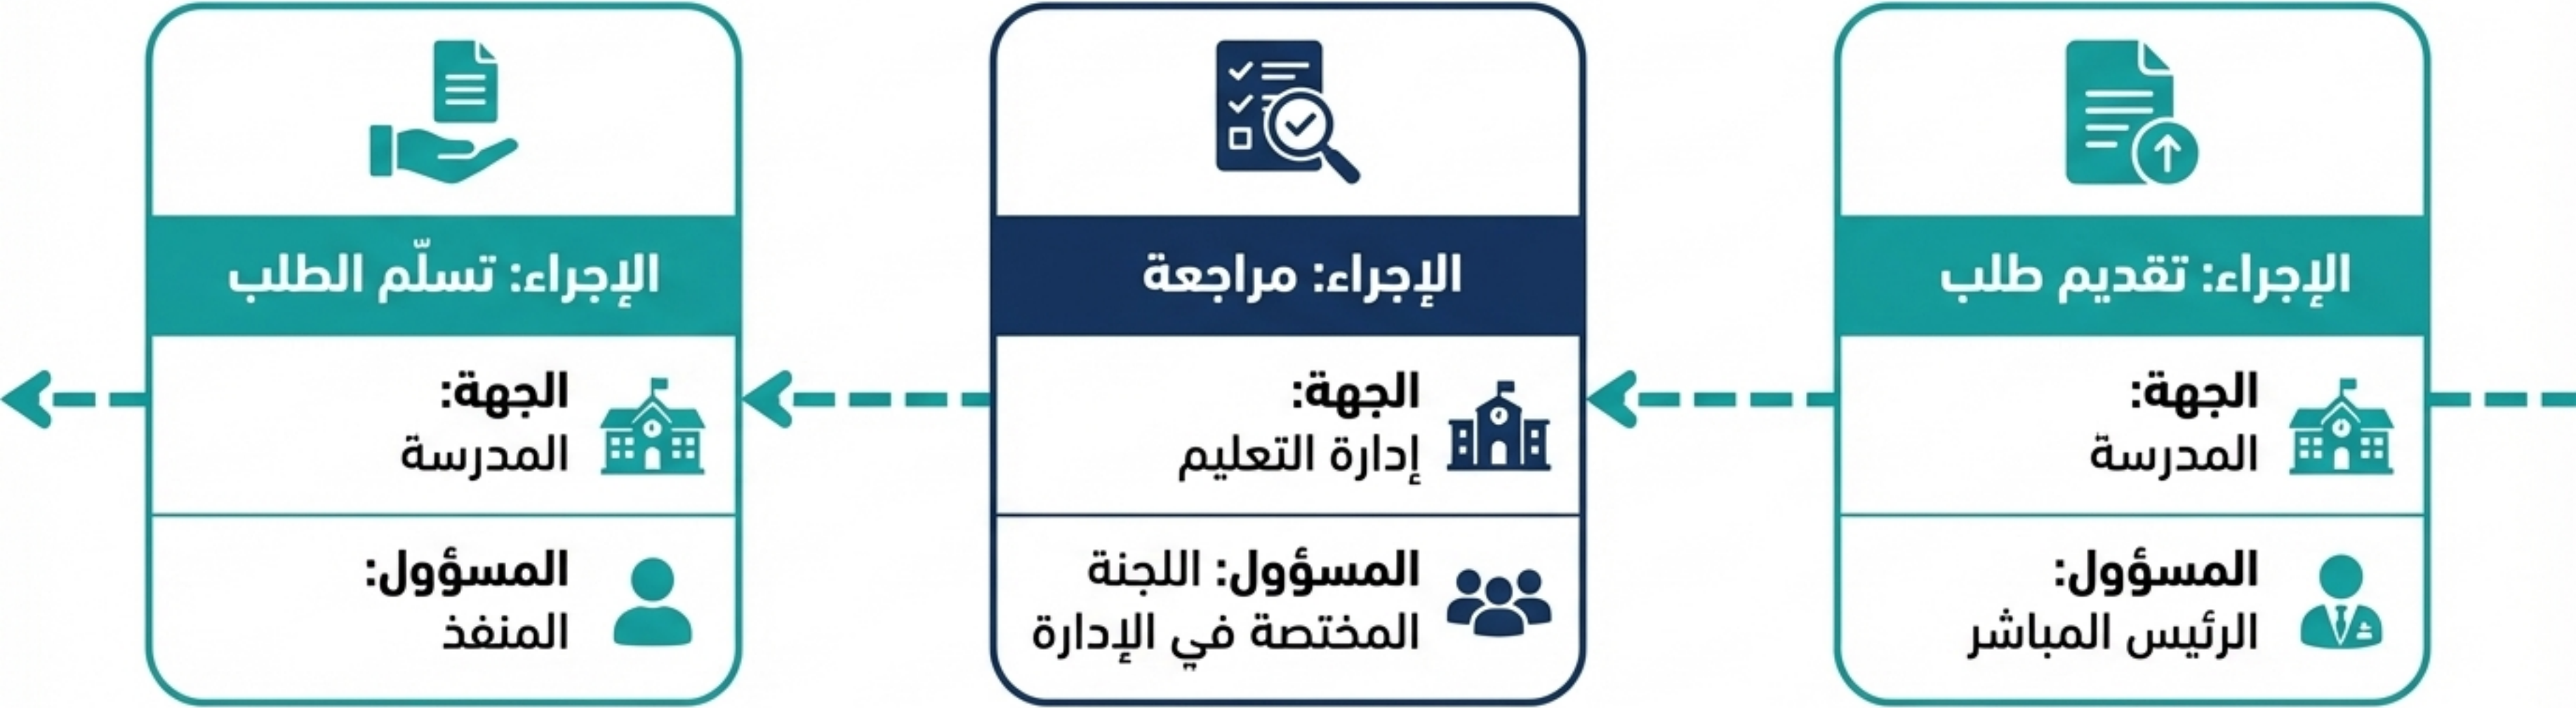 الإجراء: تقديم طلب
الجهة:
المدرسة
المسؤول:
الرئيس المباشر
الإجراء: مراجعة
الجهة:
إدارة التعليم
المسؤول: اللجنة
المختصة في الإدارة
الإجراء: تسلّم الطلب
الجهة:
المدرسة
المسؤول:
المنفذ